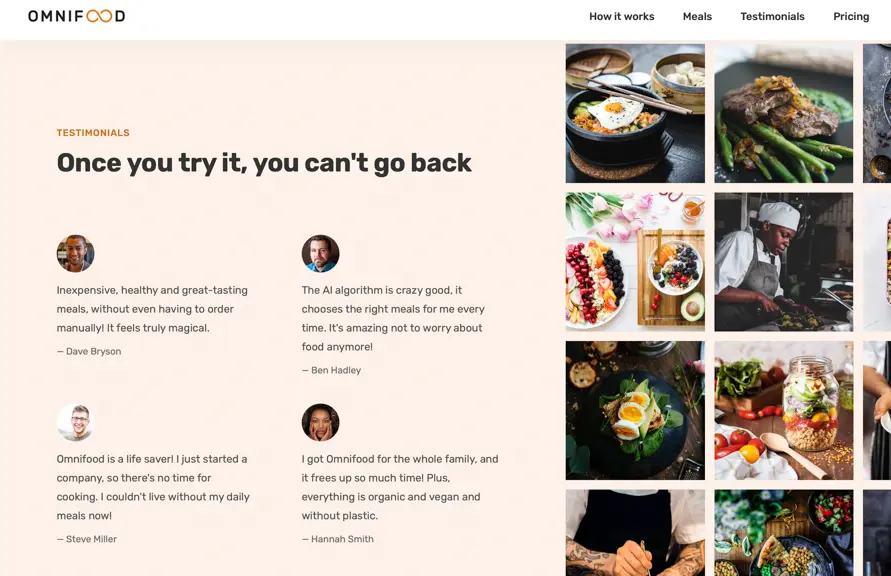 OMNIFOOD
How it works Meals Testimonials Pricing
TESTIMONIALS
Once you try it, you can't go back
Inexpensive, healthy and great-tasting
meals, without even having to order
manually! It feels truly magical.
— Dave Bryson
The AI algorithm is crazy good, it
chooses the right meals for me every
time. It's amazing not to worry about
food anymore!
— Ben Hadley
Omnifood is a life saver! I just started a
company, so there's no time for
cooking. I couldn't live without my daily
meals now!
— Steve Miller
I got Omnifood for the whole family, and
it frees up so much time! Plus,
everything is organic and vegan and
without plastic.
— Hannah Smith